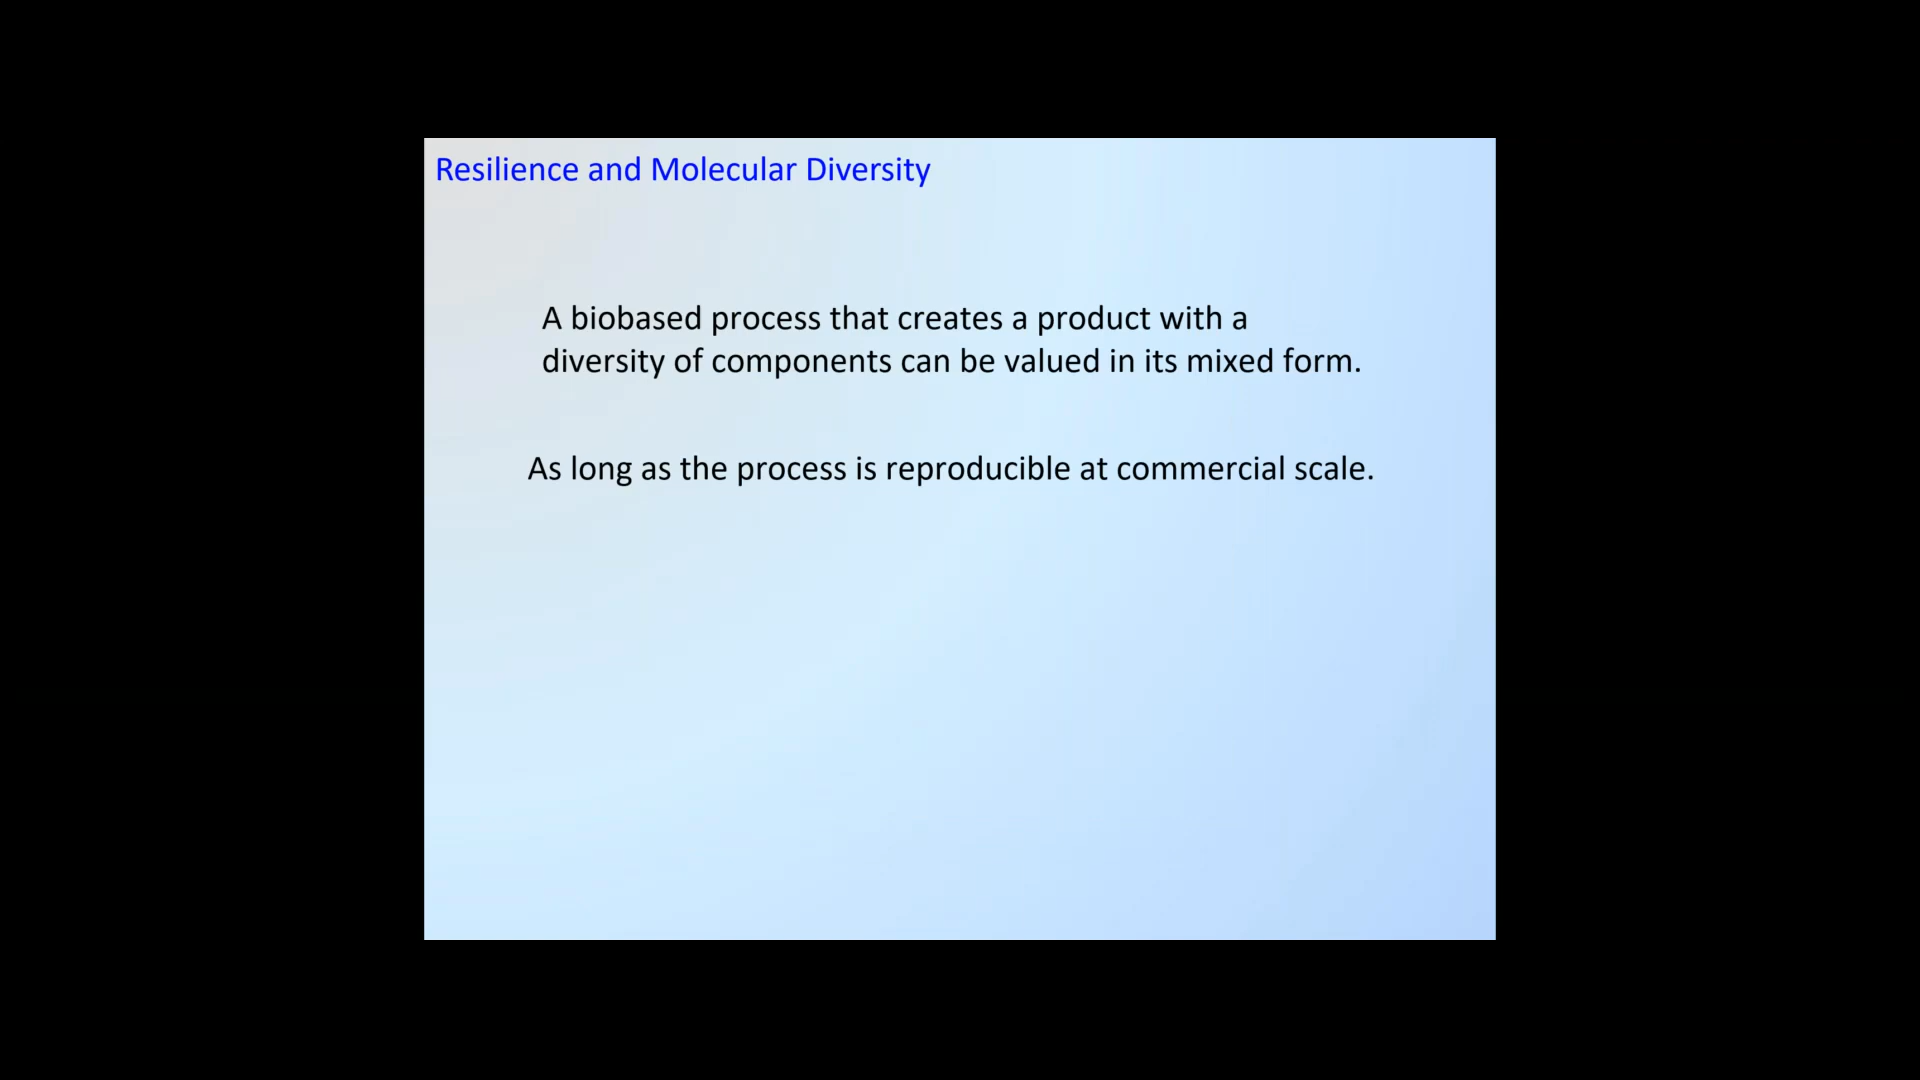 Resilience and Molecular Diversity
A biobased process that creates a product with a
diversity of components can be valued in its mixed form.
As long as the process is reproducible at commercial scale.